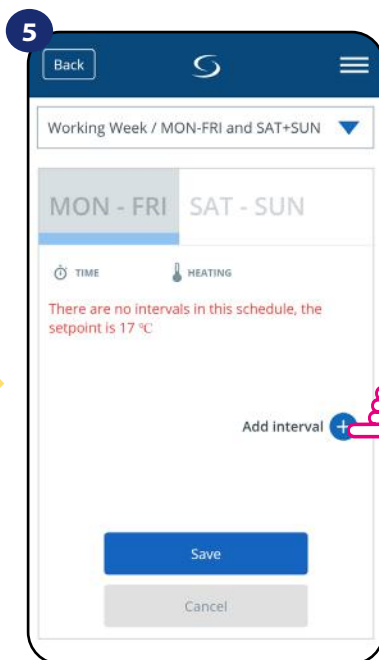 5
Back
Working Week / MON-FRI and SAT+SUN
MON - FRI SAT - SUN
TIME HEATING
There are no intervals in this schedule, the
setpoint is 17 °C
Add interval
Save
Cancel